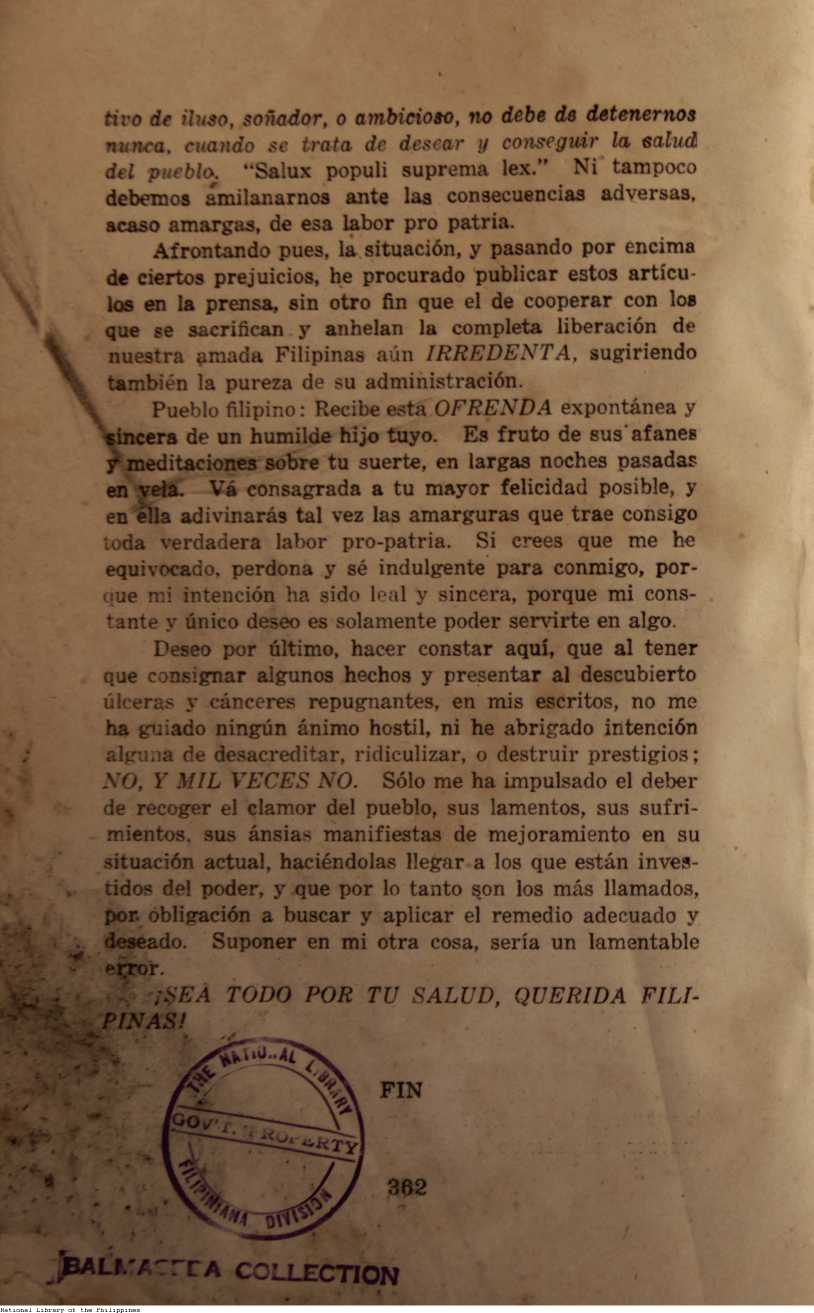 tivo de iluso, soñador, o ambicioso, no debe de detenernos
nunca, cuando se trata de desear y conseguir la salud
del pueblo. “Salux populi suprema lex.” Ni tampoco
debemos amilanarnos ante las consecuencias adversas,
acaso amargas, de esa labor pro patria.
Afrontando pues, la situación, y pasando por encima
de ciertos prejuicios, he procurado publicar estos artícu-
los en la prensa, sin otro fin que el de cooperar con los
que se sacrifican y anhelan la completa liberación de
nuestra amada Filipinas aún IRREDENTA, sugiriendo
también la pureza de su administración.
Pueblo filipino: Recibe esta OFRENDA expontánea y
sincera de un humilde hijo tuyo. Es fruto de sus afanes
y meditaciones sobre tu suerte, en largas noches pasadas
en vela. Vá consagrada a tu mayor felicidad posible, y
en ella adivinarás tal vez las amarguras que trae consigo
toda verdadera labor pro-patria. Si crees que me he
equivocado, perdona y sé indulgente para conmigo, por-
que mi intención ha sido leal y sincera, porque mi cons-
tante y único deseo es solamente poder servirte en algo.
Deseo por último, hacer constar aquí, que al tener
que consignar algunos hechos y presentar al descubierto
úlceras y cánceres repugnantes, en mis escritos, no me
ha guiado ningún ánimo hostil, ni he abrigado intención
alguna de desacreditar, ridiculizar, o destruir prestigios;
NO, Y MIL VECES NO. Sólo me ha impulsado el deber
de recoger el clamor del pueblo, sus lamentos, sus sufri-
mientos, sus ánsias manifiestas de mejoramiento en su
situación actual, haciéndolas llegar a los que están inves-
tidos del poder, y que por lo tanto son los más llamados,
por obligación a buscar y aplicar el remedio adecuado y
deseado. Suponer en mi otra cosa, sería un lamentable
error.
¡SEA TODO POR TU SALUD, QUERIDA FILI-
PINAS!
FIN
THE NATIONAL LIBRARY
GOV'T. PROPERTY
FILIPINIANA DIVISION
362
COLLECTION
National Library of the Philippines